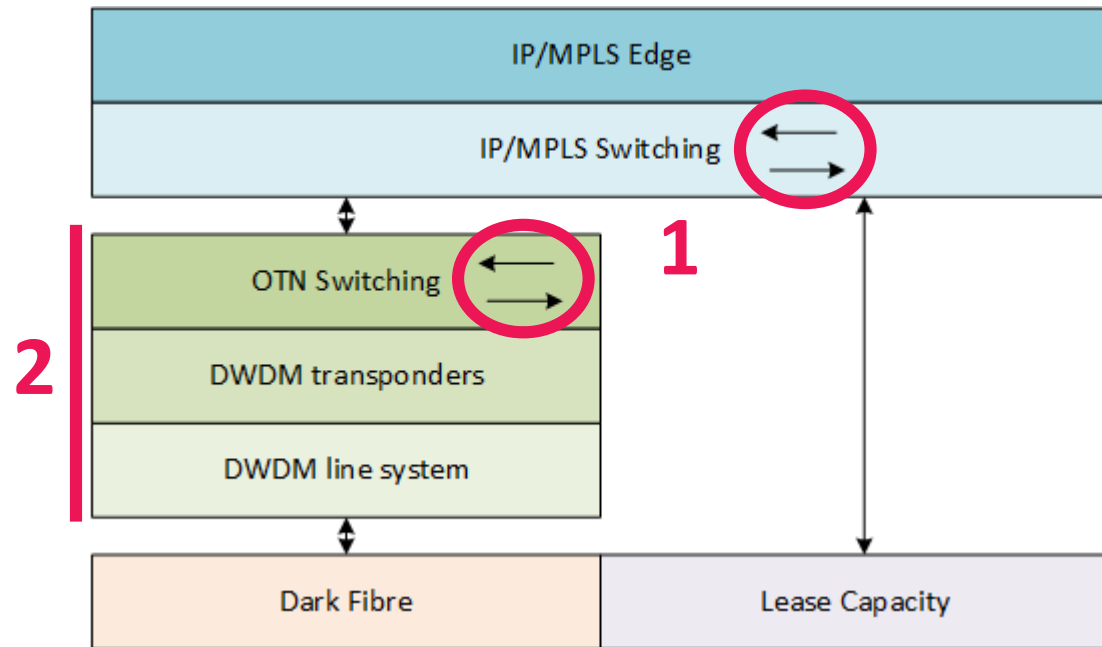 IP/MPLS Edge
IP/MPLS Switching
1
OTN Switching
2
DWDM transponders
DWDM line system
Dark Fibre
Lease Capacity